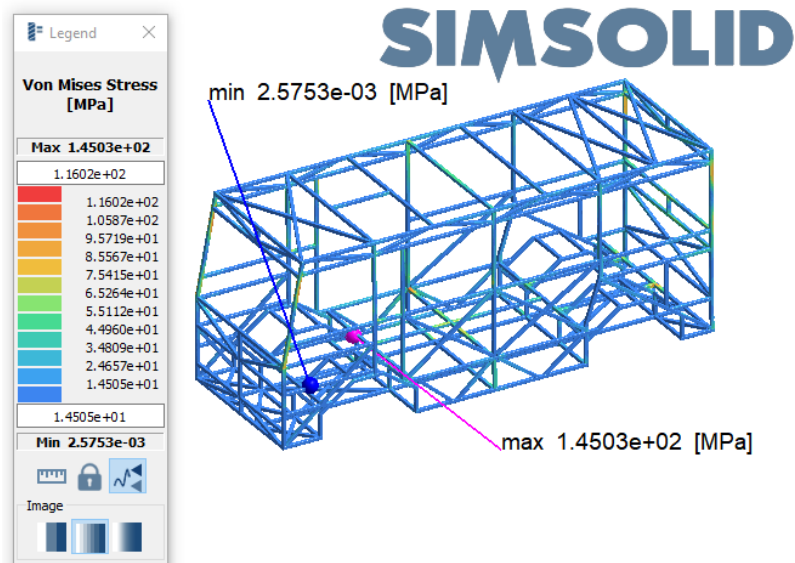 Legend
Von Mises Stress
[MPa]
Max 1.4503e+02
1.1602e+02
1.1602e+02
1.0587e+02
9.5719e+01
8.5567e+01
7.5415e+01
6.5264e+01
5.5112e+01
4.4960e+01
3.4809e+01
2.4657e+01
1.4505e+01
1.4505e+01
Min 2.5753e-03
Image
SIMSOLID
min 2.5753e-03 [MPa]
max 1.4503e+02 [MPa]